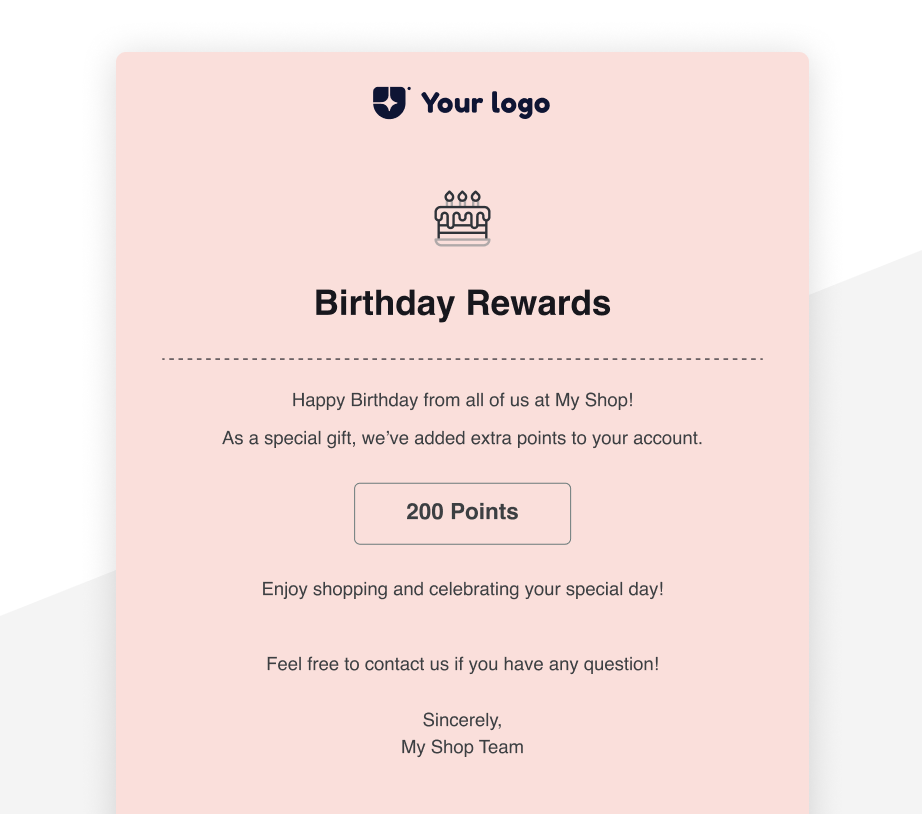 Your logo
Birthday Rewards
Happy Birthday from all of us at My Shop!
As a special gift, we’ve added extra points to your account.
200 Points
Enjoy shopping and celebrating your special day!
Feel free to contact us if you have any question!
Sincerely,
My Shop Team